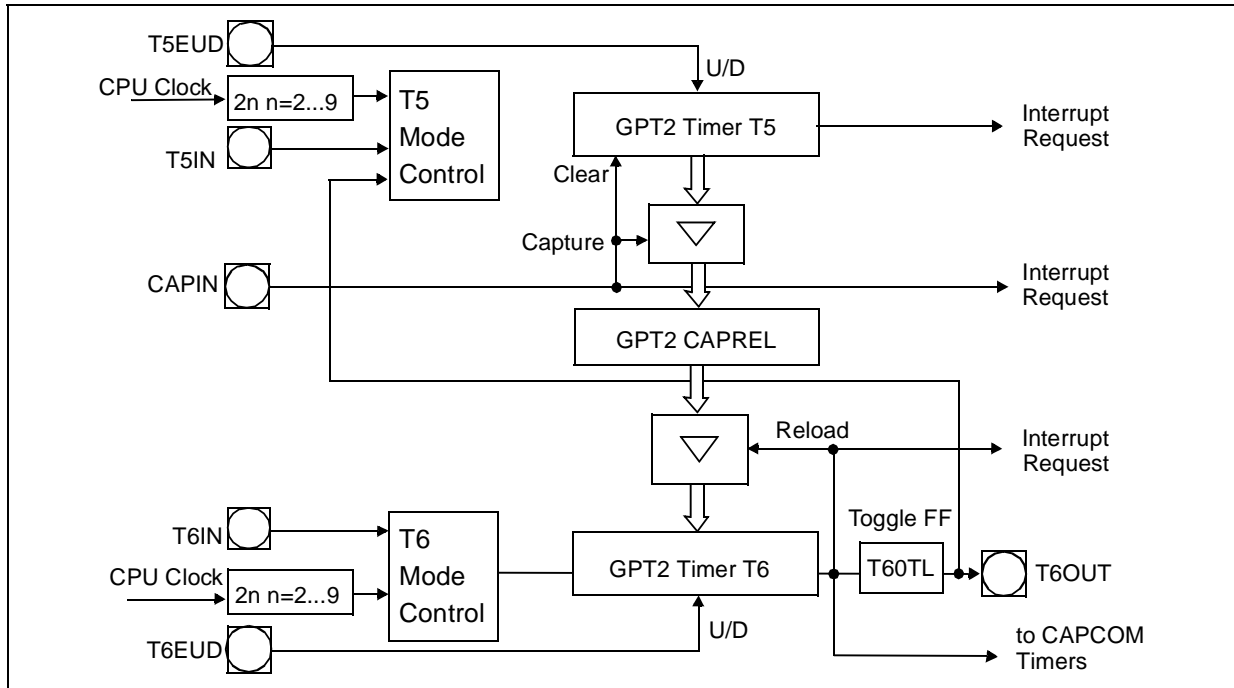 T5EUD
U/D
CPU Clock
2n n=2...9
T5
Mode
Control
GPT2 Timer T5
Interrupt
Request
T5IN
Clear
Capture
CAPIN
Interrupt
Request
GPT2 CAPREL
Reload
Interrupt
Request
T6IN
T6
Mode
Control
Toggle FF
GPT2 Timer T6
T60TL
T6OUT
CPU Clock
2n n=2...9
U/D
T6EUD
to CAPCOM
Timers